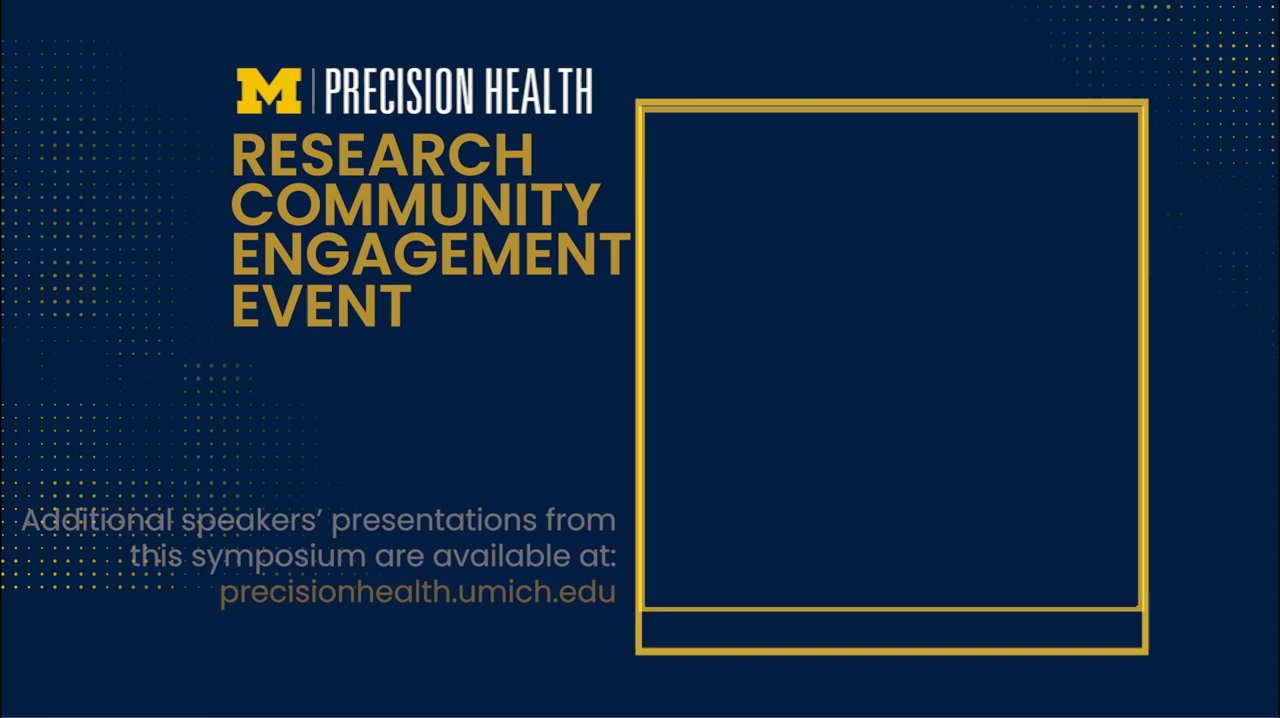 M | PRECISION HEALTH
RESEARCH
COMMUNITY
ENGAGEMENT
EVENT
Additional speakers’ presentations from
this symposium are available at:
precisionhealth.umich.edu